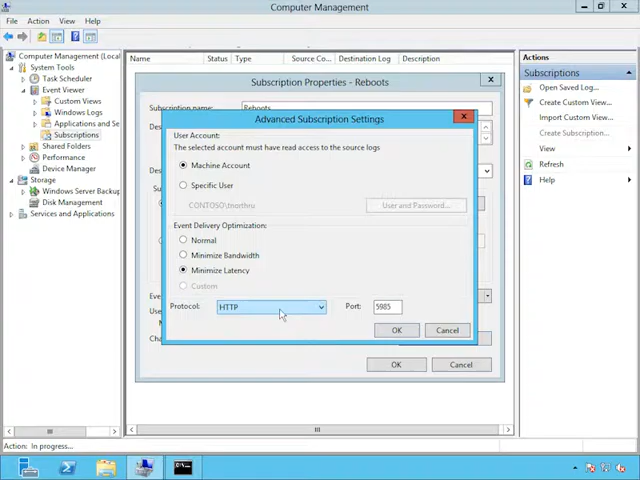 Computer Management
File Action View Help
Computer Management (Local
System Tools
Task Scheduler
Event Viewer
Custom Views
Windows Logs
Applications and Se
Subscriptions
Shared Folders
Performance
Device Manager
Storage
Windows Server Backup
Disk Management
Services and Applications
Name Status Type Source Co... Destination Log Description
Subscription Properties - Reboots
X
Subscription name: Reboots
Advanced Subscription Settings
X
User Account:
The selected account must have read access to the source logs
Machine Account
Specific User
CONTOSO\tnorthru
User and Password...
Event Delivery Optimization:
Normal
Minimize Bandwidth
Minimize Latency
Custom
Protocol: HTTP Port: 5985
OK Cancel
OK Cancel
Actions
Subscriptions
Open Saved Log...
Create Custom View...
Import Custom View...
Create Subscription...
View
Refresh
Help
Action: In progress...